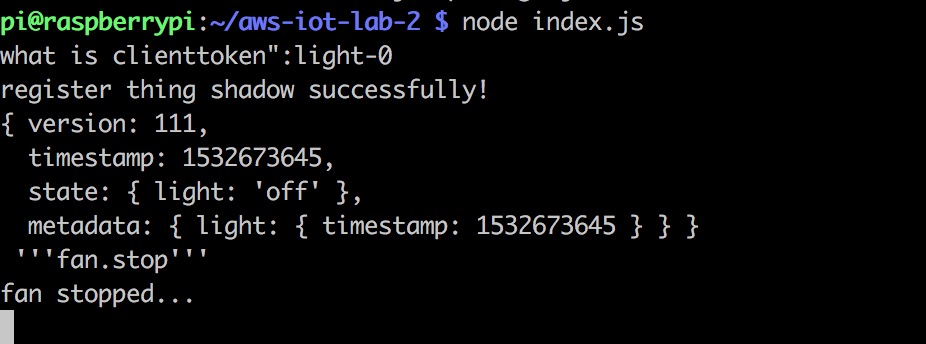 pi@raspberrypi:~/aws-iot-lab-2 $ node index.js
what is clienttoken":light-0
register thing shadow successfully!
{ version: 111,
  timestamp: 1532673645,
  state: { light: 'off' },
  metadata: { light: { timestamp: 1532673645 } } }
 '''fan.stop'''
fan stopped...